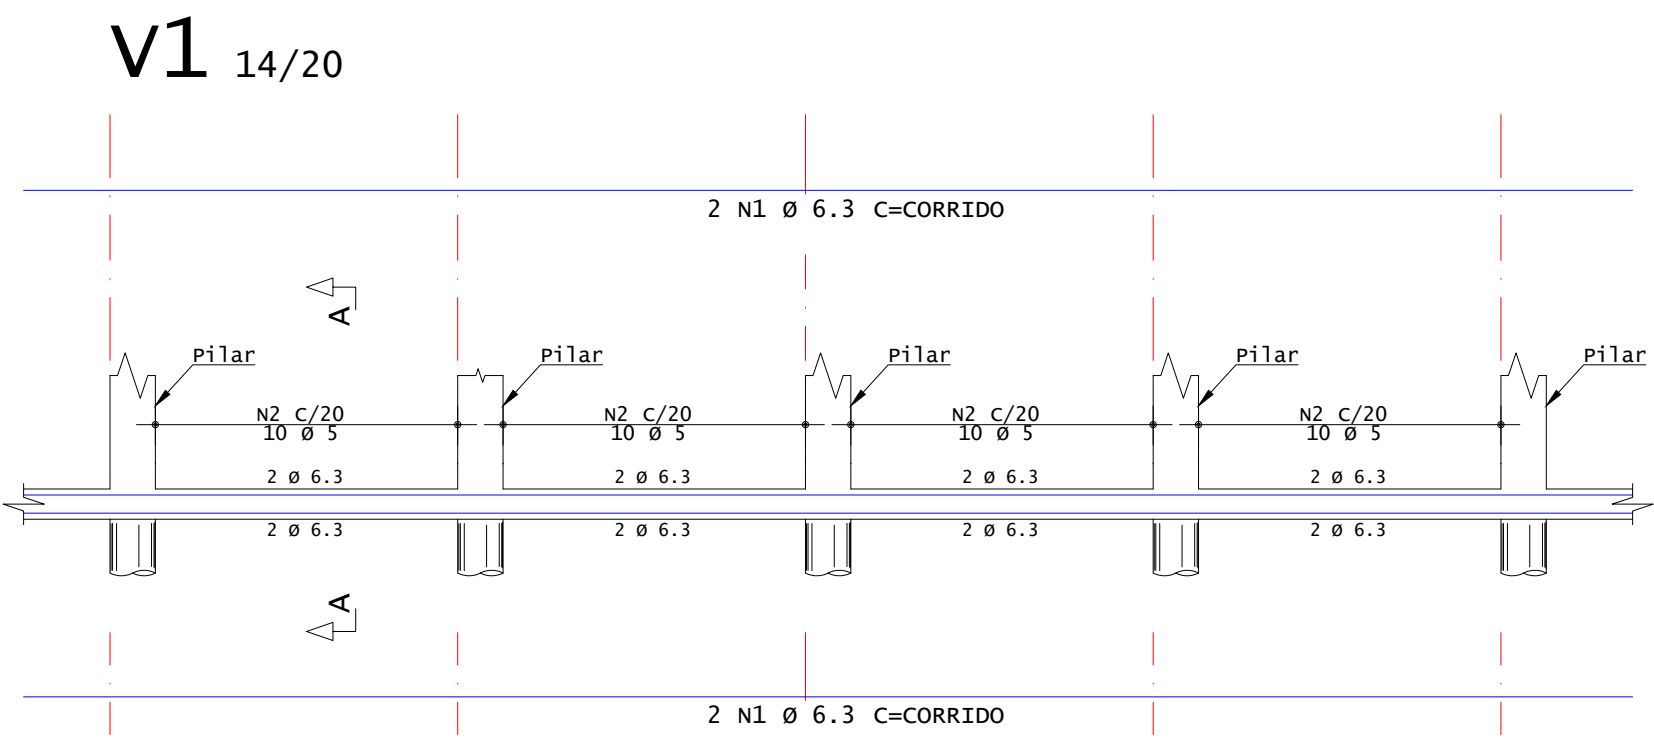 V1 14/20
2 N1 Ø 6.3 C=CORRIDO
A
Pilar Pilar Pilar Pilar Pilar
N2 C/20 N2 C/20 N2 C/20 N2 C/20
10 Ø 5 10 Ø 5 10 Ø 5 10 Ø 5
2 Ø 6.3 2 Ø 6.3 2 Ø 6.3 2 Ø 6.3
2 Ø 6.3 2 Ø 6.3 2 Ø 6.3 2 Ø 6.3
A
2 N1 Ø 6.3 C=CORRIDO